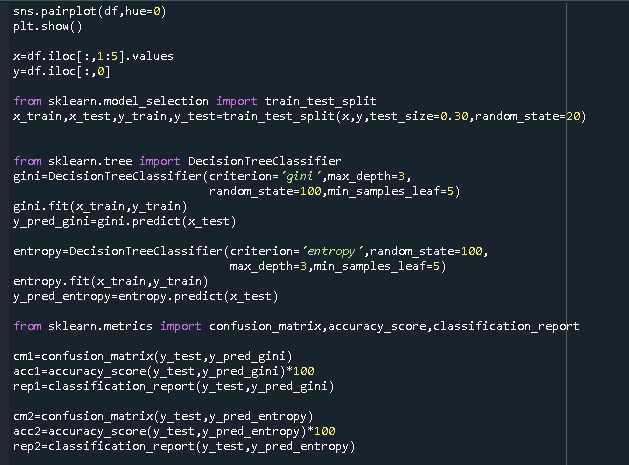 sns.pairplot(df,hue=0)
plt.show()
x=df.iloc[:,1:5].values
y=df.iloc[:,0]
from sklearn.model_selection import train_test_split
x_train,x_test,y_train,y_test=train_test_split(x,y,test_size=0.30,random_state=20)
from sklearn.tree import DecisionTreeClassifier
gini=DecisionTreeClassifier(criterion='gini',max_depth=3,
random_state=100,min_samples_leaf=5)
gini.fit(x_train,y_train)
y_pred_gini=gini.predict(x_test)
entropy=DecisionTreeClassifier(criterion='entropy',random_state=100,
max_depth=3,min_samples_leaf=5)
entropy.fit(x_train,y_train)
y_pred_entropy=entropy.predict(x_test)
from sklearn.metrics import confusion_matrix,accuracy_score,classification_report
cm1=confusion_matrix(y_test,y_pred_gini)
acc1=accuracy_score(y_test,y_pred_gini)*100
rep1=classification_report(y_test,y_pred_gini)
cm2=confusion_matrix(y_test,y_pred_entropy)
acc2=accuracy_score(y_test,y_pred_entropy)*100
rep2=classification_report(y_test,y_pred_entropy)